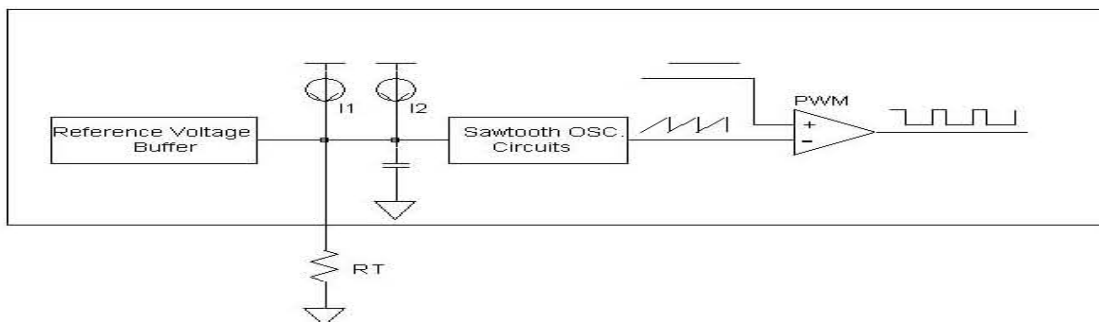 I1
I2
PWM
Reference Voltage
Buffer
Sawtooth OSC.
Circuits
+
-
RT